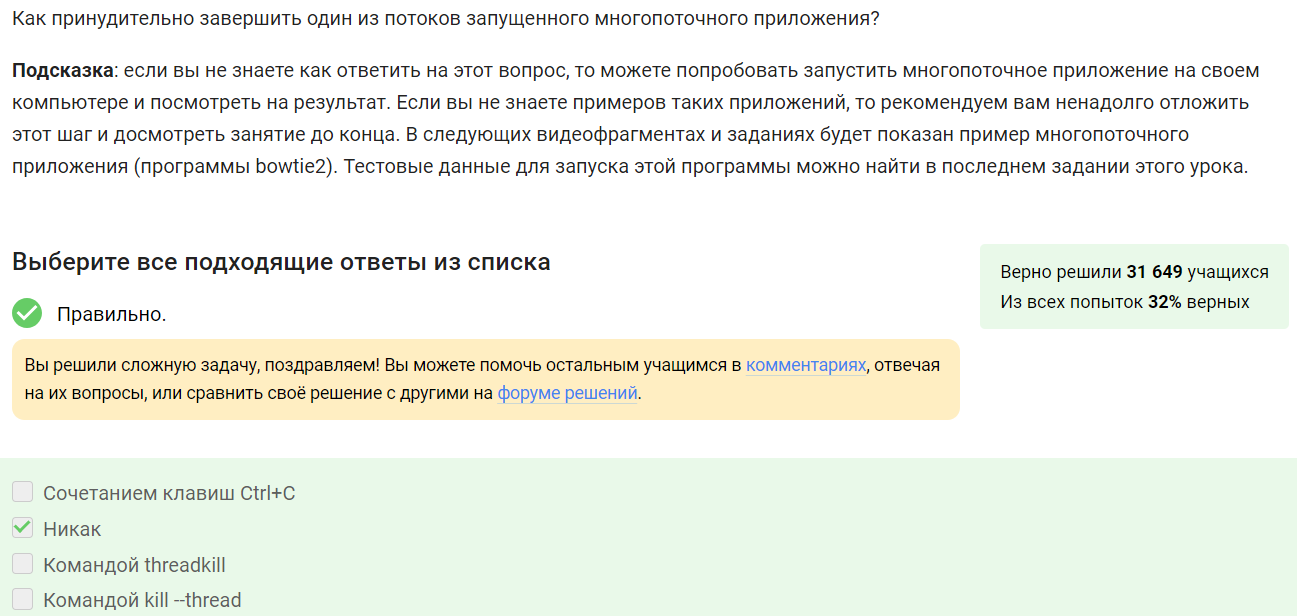 Как принудительно завершить один из потоков запущенного многопоточного приложения?
Подсказка: если вы не знаете как ответить на этот вопрос, то можете попробовать запустить многопоточное приложение на своем
компьютере и посмотреть на результат. Если вы не знаете примеров таких приложений, то рекомендуем вам ненадолго отложить
этот шаг и досмотреть занятие до конца. В следующих видеофрагментах и заданиях будет показан пример многопоточного
приложения (программы bowtie2). Тестовые данные для запуска этой программы можно найти в последнем задании этого урока.
Выберите все подходящие ответы из списка
Верно решили 31 649 учащихся
Из всех попыток 32% верных
Правильно.
Вы решили сложную задачу, поздравляем! Вы можете помочь остальным учащимся в комментариях, отвечая
на их вопросы, или сравнить своё решение с другими на форуме решений.
Сочетанием клавиш Ctrl+C
Никак
Командой threadkill
Командой kill --thread